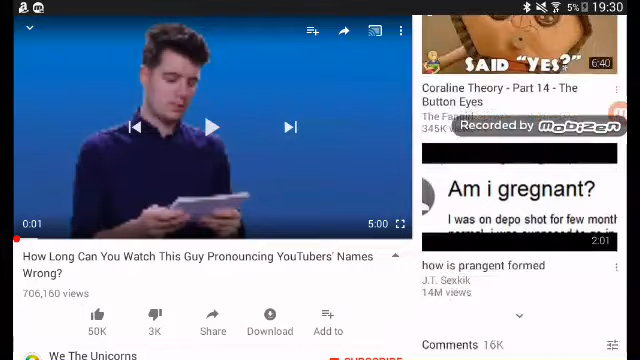 5% 19:30
0:01
5:00
How Long Can You Watch This Guy Pronouncing YouTubers' Names
Wrong?
706,160 views
50K
3K
Share
Download
Add to
We The Unicorns
SUBSCRIBE
SAID "YES?"
6:40
Coraline Theory - Part 14 - The
Button Eyes
The Fangirl
345K
Recorded by mobizen
Am i gregnant?
I was on depo shot for few month
2:01
how is prangent formed
J.T. Sexkik
14M views
Comments 16K